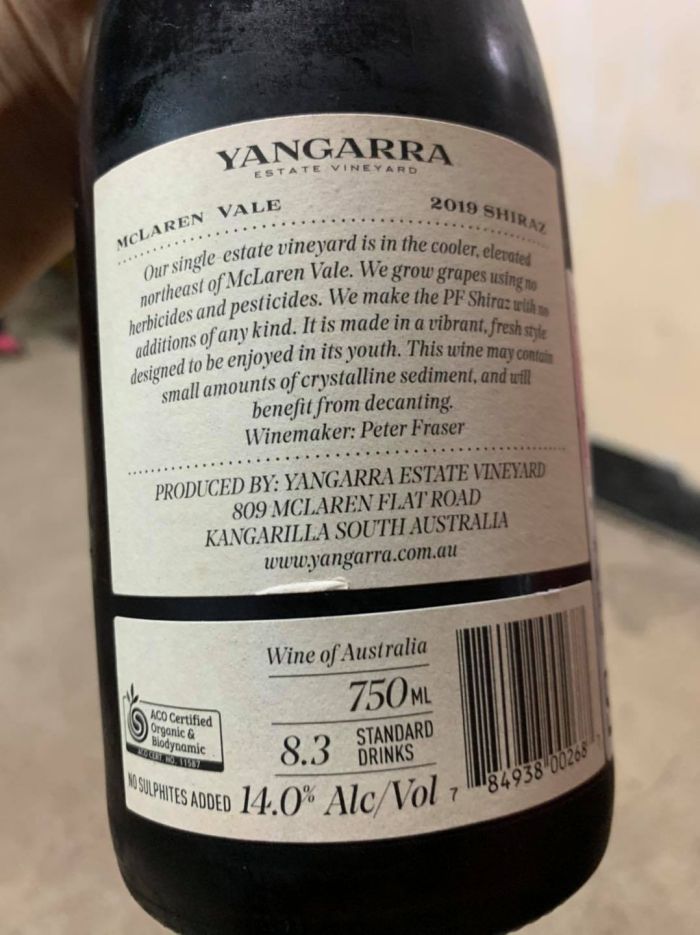 YANGARRA
ESTATE VINEYARD
McLAREN VALE 2019 SHIRAZ
Our single-estate vineyard is in the cooler, elevated
northeast of McLaren Vale. We grow grapes using no
herbicides and pesticides. We make the PF Shiraz with no
additions of any kind. It is made in a vibrant, fresh style
designed to be enjoyed in its youth. This wine may contain
small amounts of crystalline sediment, and will
benefit from decanting.
Winemaker: Peter Fraser
PRODUCED BY: YANGARRA ESTATE VINEYARD
809 MCLAREN FLAT ROAD
KANGARILLA SOUTH AUSTRALIA
www.yangarra.com.au
Wine of Australia
750ML
8.3 STANDARD
DRINKS
ACO Certified
Organic &
Biodynamic
ACO CERT. NO. 11587
NO SULPHITES ADDED 14.0% Alc/Vol
7 84938 00268